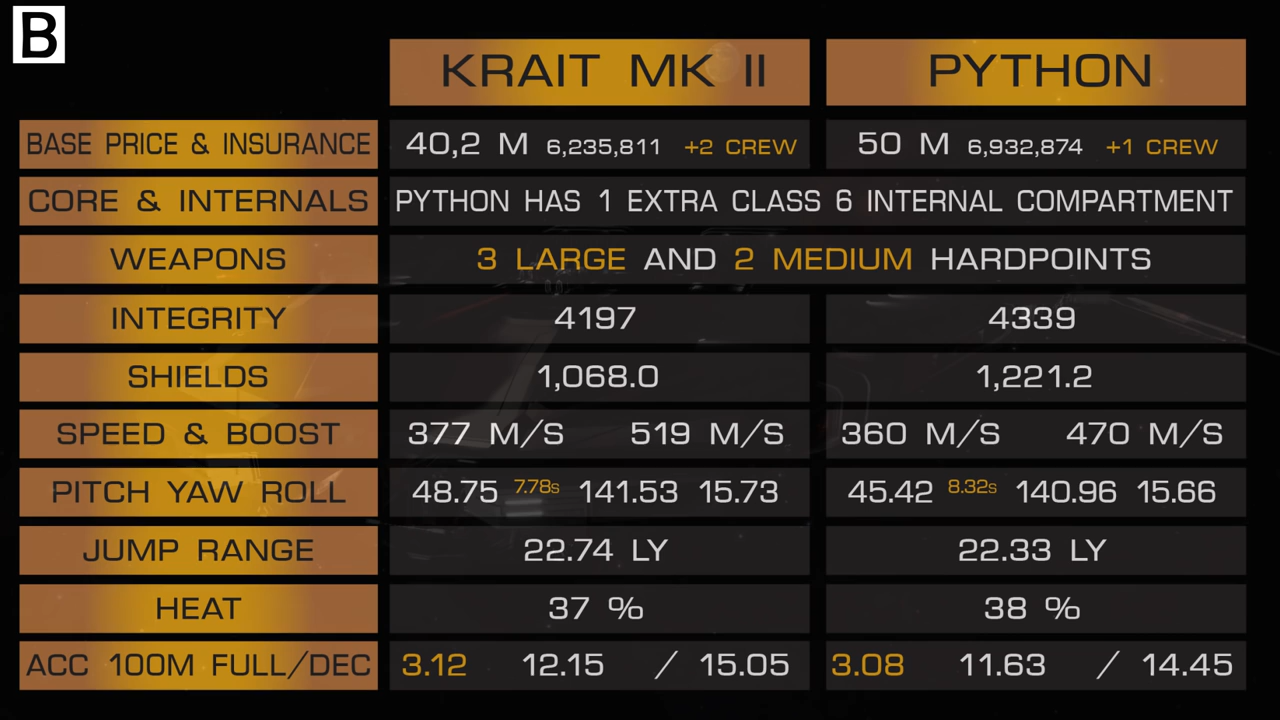 B
KRAIT MK II PYTHON
BASE PRICE & INSURANCE 40,2 M 6,235,811 +2 CREW 50 M 6,932,874 +1 CREW
CORE & INTERNALS PYTHON HAS 1 EXTRA CLASS 6 INTERNAL COMPARTMENT
WEAPONS 3 LARGE AND 2 MEDIUM HARDPOINTS
INTEGRITY 4197 4339
SHIELDS 1,068.0 1,221.2
SPEED & BOOST 377 M/S 519 M/S 360 M/S 470 M/S
PITCH YAW ROLL 48.75 7.78s 141.53 15.73 45.42 8.32s 140.96 15.66
JUMP RANGE 22.74 LY 22.33 LY
HEAT 37 % 38 %
ACC 100M FULL/DEC 3.12 12.15 / 15.05 3.08 11.63 / 14.45